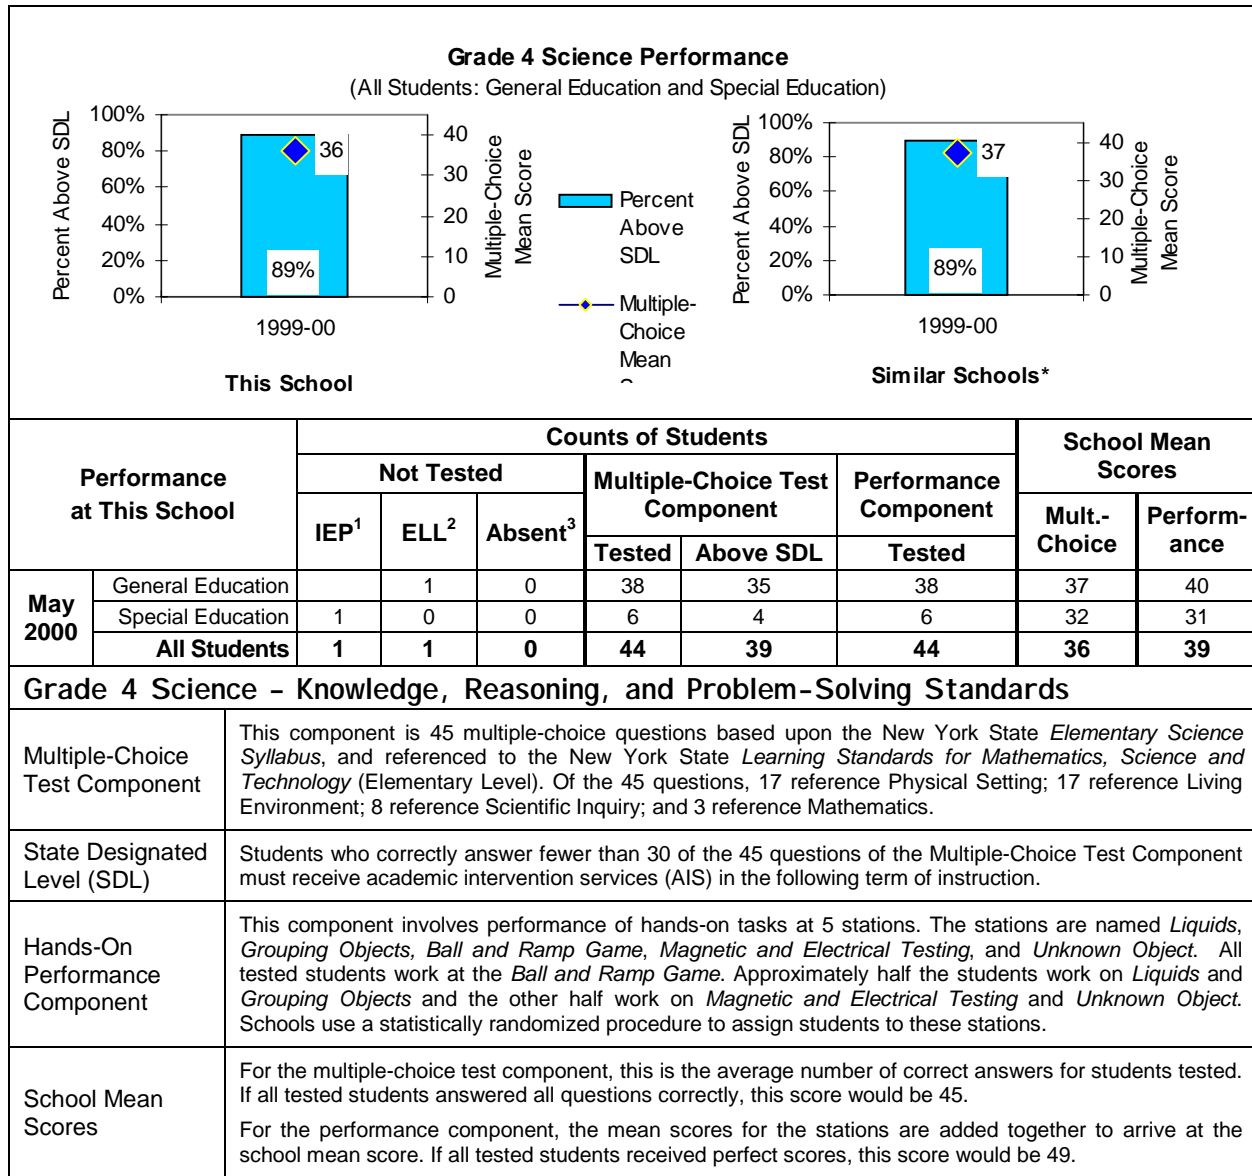 Grade 4 Science Performance
(All Students: General Education and Special Education)
Percent Above SDL
100%
80%
60%
40%
20%
0%
36
89%
40
30
20
10
0
Multiple-Choice
Mean Score
1999-00
This School
Percent
Above
SDL
Multiple-
Choice
Mean
Percent Above SDL
100%
80%
60%
40%
20%
0%
37
89%
40
30
20
10
0
Multiple-Choice
Mean Score
1999-00
Similar Schools*
Performance
at This School
Counts of Students
School Mean
Scores
Not Tested
Multiple-Choice Test
Component
Performance
Component
IEP1 ELL2 Absent3
Tested Above SDL Tested
Mult.-
Choice
Perform-
ance
May
2000
General Education 1 0 38 35 38 37 40
Special Education 1 0 0 6 4 6 32 31
All Students 1 1 0 44 39 44 36 39
Grade 4 Science – Knowledge, Reasoning, and Problem-Solving Standards
Multiple-Choice
Test Component
This component is 45 multiple-choice questions based upon the New York State Elementary Science
Syllabus, and referenced to the New York State Learning Standards for Mathematics, Science and
Technology (Elementary Level). Of the 45 questions, 17 reference Physical Setting; 17 reference Living
Environment; 8 reference Scientific Inquiry; and 3 reference Mathematics.
State Designated
Level (SDL)
Students who correctly answer fewer than 30 of the 45 questions of the Multiple-Choice Test Component
must receive academic intervention services (AIS) in the following term of instruction.
Hands-On
Performance
Component
This component involves performance of hands-on tasks at 5 stations. The stations are named Liquids,
Grouping Objects, Ball and Ramp Game, Magnetic and Electrical Testing, and Unknown Object. All
tested students work at the Ball and Ramp Game. Approximately half the students work on Liquids and
Grouping Objects and the other half work on Magnetic and Electrical Testing and Unknown Object.
Schools use a statistically randomized procedure to assign students to these stations.
School Mean
Scores
For the multiple-choice test component, this is the average number of correct answers for students tested.
If all tested students answered all questions correctly, this score would be 45.
For the performance component, the mean scores for the stations are added together to arrive at the
school mean score. If all tested students received perfect scores, this score would be 49.